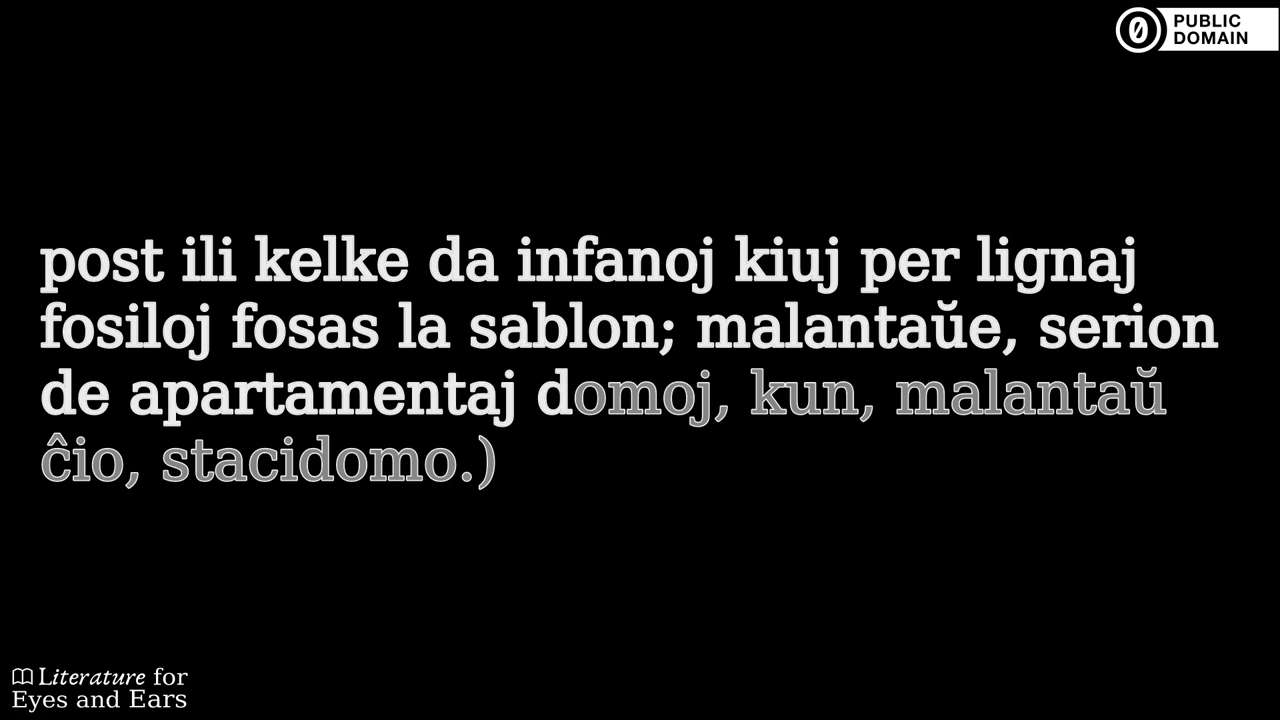 PUBLIC
DOMAIN
post ili kelke da infanoj kiuj per lignaj
fosiloj fosas la sablon; malantaŭe, serion
de apartamentaj domoj, kun, malantaŭ
ĉio, stacidomo.)
Literature for
Eyes and Ears